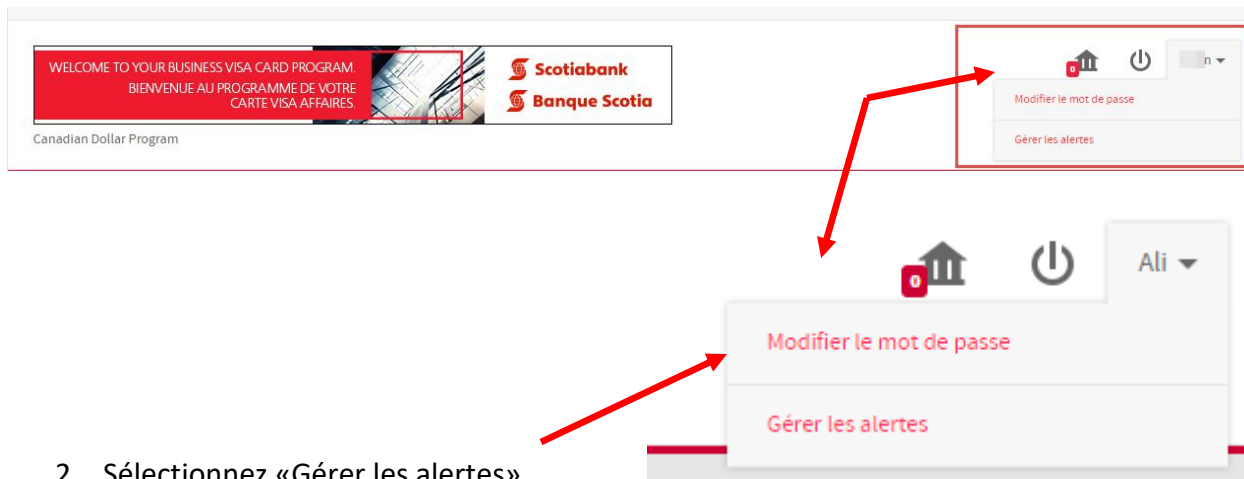 WELCOME TO YOUR BUSINESS VISA CARD PROGRAM.
BIENVENUE AU PROGRAMME DE VOTRE
CARTE VISA AFFAIRES.
Scotiabank
Banque Scotia
Canadian Dollar Program
0
n
Modifier le mot de passe
Gérer les alertes
0
Ali
Modifier le mot de passe
Gérer les alertes
2. Sélectionnez «Gérer les alertes»